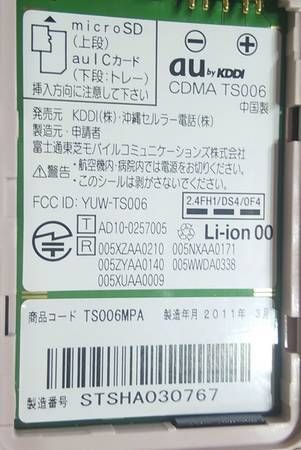 microSD
(上段)
au ICカード
(下段:トレー)
挿入方向に注意して下さい
au by KDDI
CDMA TS006
中国製
発売元 KDDI(株)・沖縄セルラー電話(株)
製造元・申請者
富士通東芝モバイルコミュニケーションズ株式会社
警告・航空機内・病院内では電源をお切りください。
・このシールは剥がさないでください。
FCC ID: YUW-TS006
2.4FH1/DS4/OF4
T AD10-0257005
R 005XZAA0210 005NXAA0171
005ZYAA0140 005WWDA0338
005XUAA0009
Li-ion 00
商品コード TS006MPA 製造年月 2011年 3月
製造番号 STSHA030767